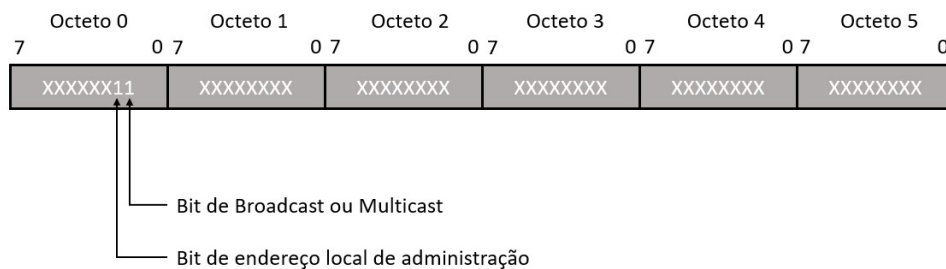 Octeto 0 Octeto 1 Octeto 2 Octeto 3 Octeto 4 Octeto 5
7 0 7 0 7 0 7 0 7 0 7 0
XXXXXX11 XXXXXXXX XXXXXXXX XXXXXXXX XXXXXXXX XXXXXXXX
Bit de Broadcast ou Multicast
Bit de endereço local de administração